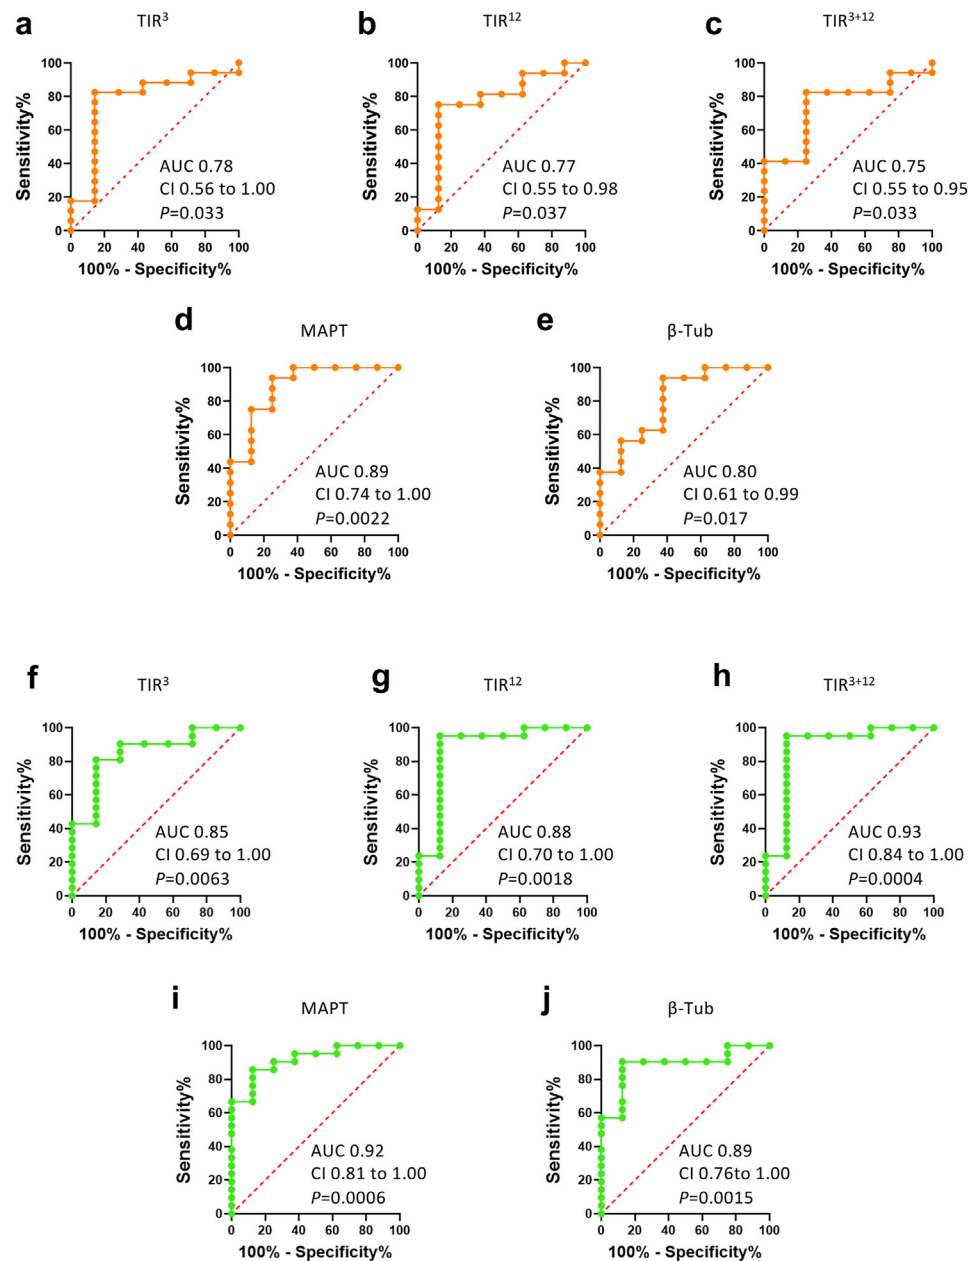 a
TIR³
100
80
60
40
20
0
Sensitivity%
AUC 0.78
CI 0.56 to 1.00
P=0.033
0 20 40 60 80 100
100% - Specificity%
b
TIR¹²
100
80
60
40
20
0
Sensitivity%
AUC 0.77
CI 0.55 to 0.98
P=0.037
0 20 40 60 80 100
100% - Specificity%
c
TIR³⁺¹²
100
80
60
40
20
0
Sensitivity%
AUC 0.75
CI 0.55 to 0.95
P=0.033
0 20 40 60 80 100
100% - Specificity%
d
MAPT
100
80
60
40
20
0
Sensitivity%
AUC 0.89
CI 0.74 to 1.00
P=0.0022
0 20 40 60 80 100
100% - Specificity%
e
β-Tub
100
80
60
40
20
0
Sensitivity%
AUC 0.80
CI 0.61 to 0.99
P=0.017
0 20 40 60 80 100
100% - Specificity%
f
TIR³
100
80
60
40
20
0
Sensitivity%
AUC 0.85
CI 0.69 to 1.00
P=0.0063
0 20 40 60 80 100
100% - Specificity%
g
TIR¹²
100
80
60
40
20
0
Sensitivity%
AUC 0.88
CI 0.70 to 1.00
P=0.0018
0 20 40 60 80 100
100% - Specificity%
h
TIR³⁺¹²
100
80
60
40
20
0
Sensitivity%
AUC 0.93
CI 0.84 to 1.00
P=0.0004
0 20 40 60 80 100
100% - Specificity%
i
MAPT
100
80
60
40
20
0
Sensitivity%
AUC 0.92
CI 0.81 to 1.00
P=0.0006
0 20 40 60 80 100
100% - Specificity%
j
β-Tub
100
80
60
40
20
0
Sensitivity%
AUC 0.89
CI 0.76to 1.00
P=0.0015
0 20 40 60 80 100
100% - Specificity%